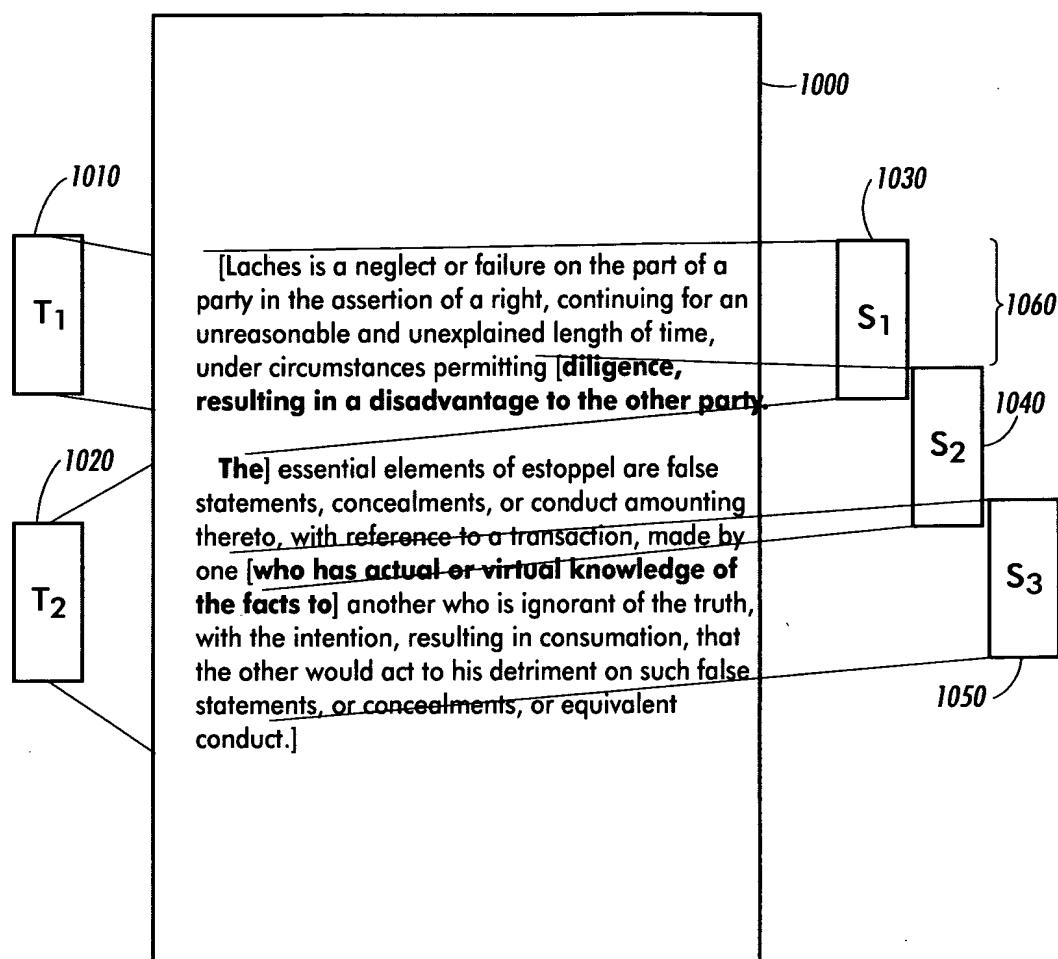 1000
1010
1030
[Laches is a neglect or failure on the part of a
party in the assertion of a right, continuing for an
unreasonable and unexplained length of time,
under circumstances permitting [diligence,
resulting in a disadvantage to the other party.
T1
S1
1060
1040
S2
1020
The] essential elements of estoppel are false
statements, concealments, or conduct amounting
thereto, with reference to a transaction, made by
one [who has actual or virtual knowledge of
the facts to] another who is ignorant of the truth,
with the intention, resulting in consumation, that
the other would act to his detriment on such false
statements, or concealments, or equivalent
conduct.]
T2
S3
1050